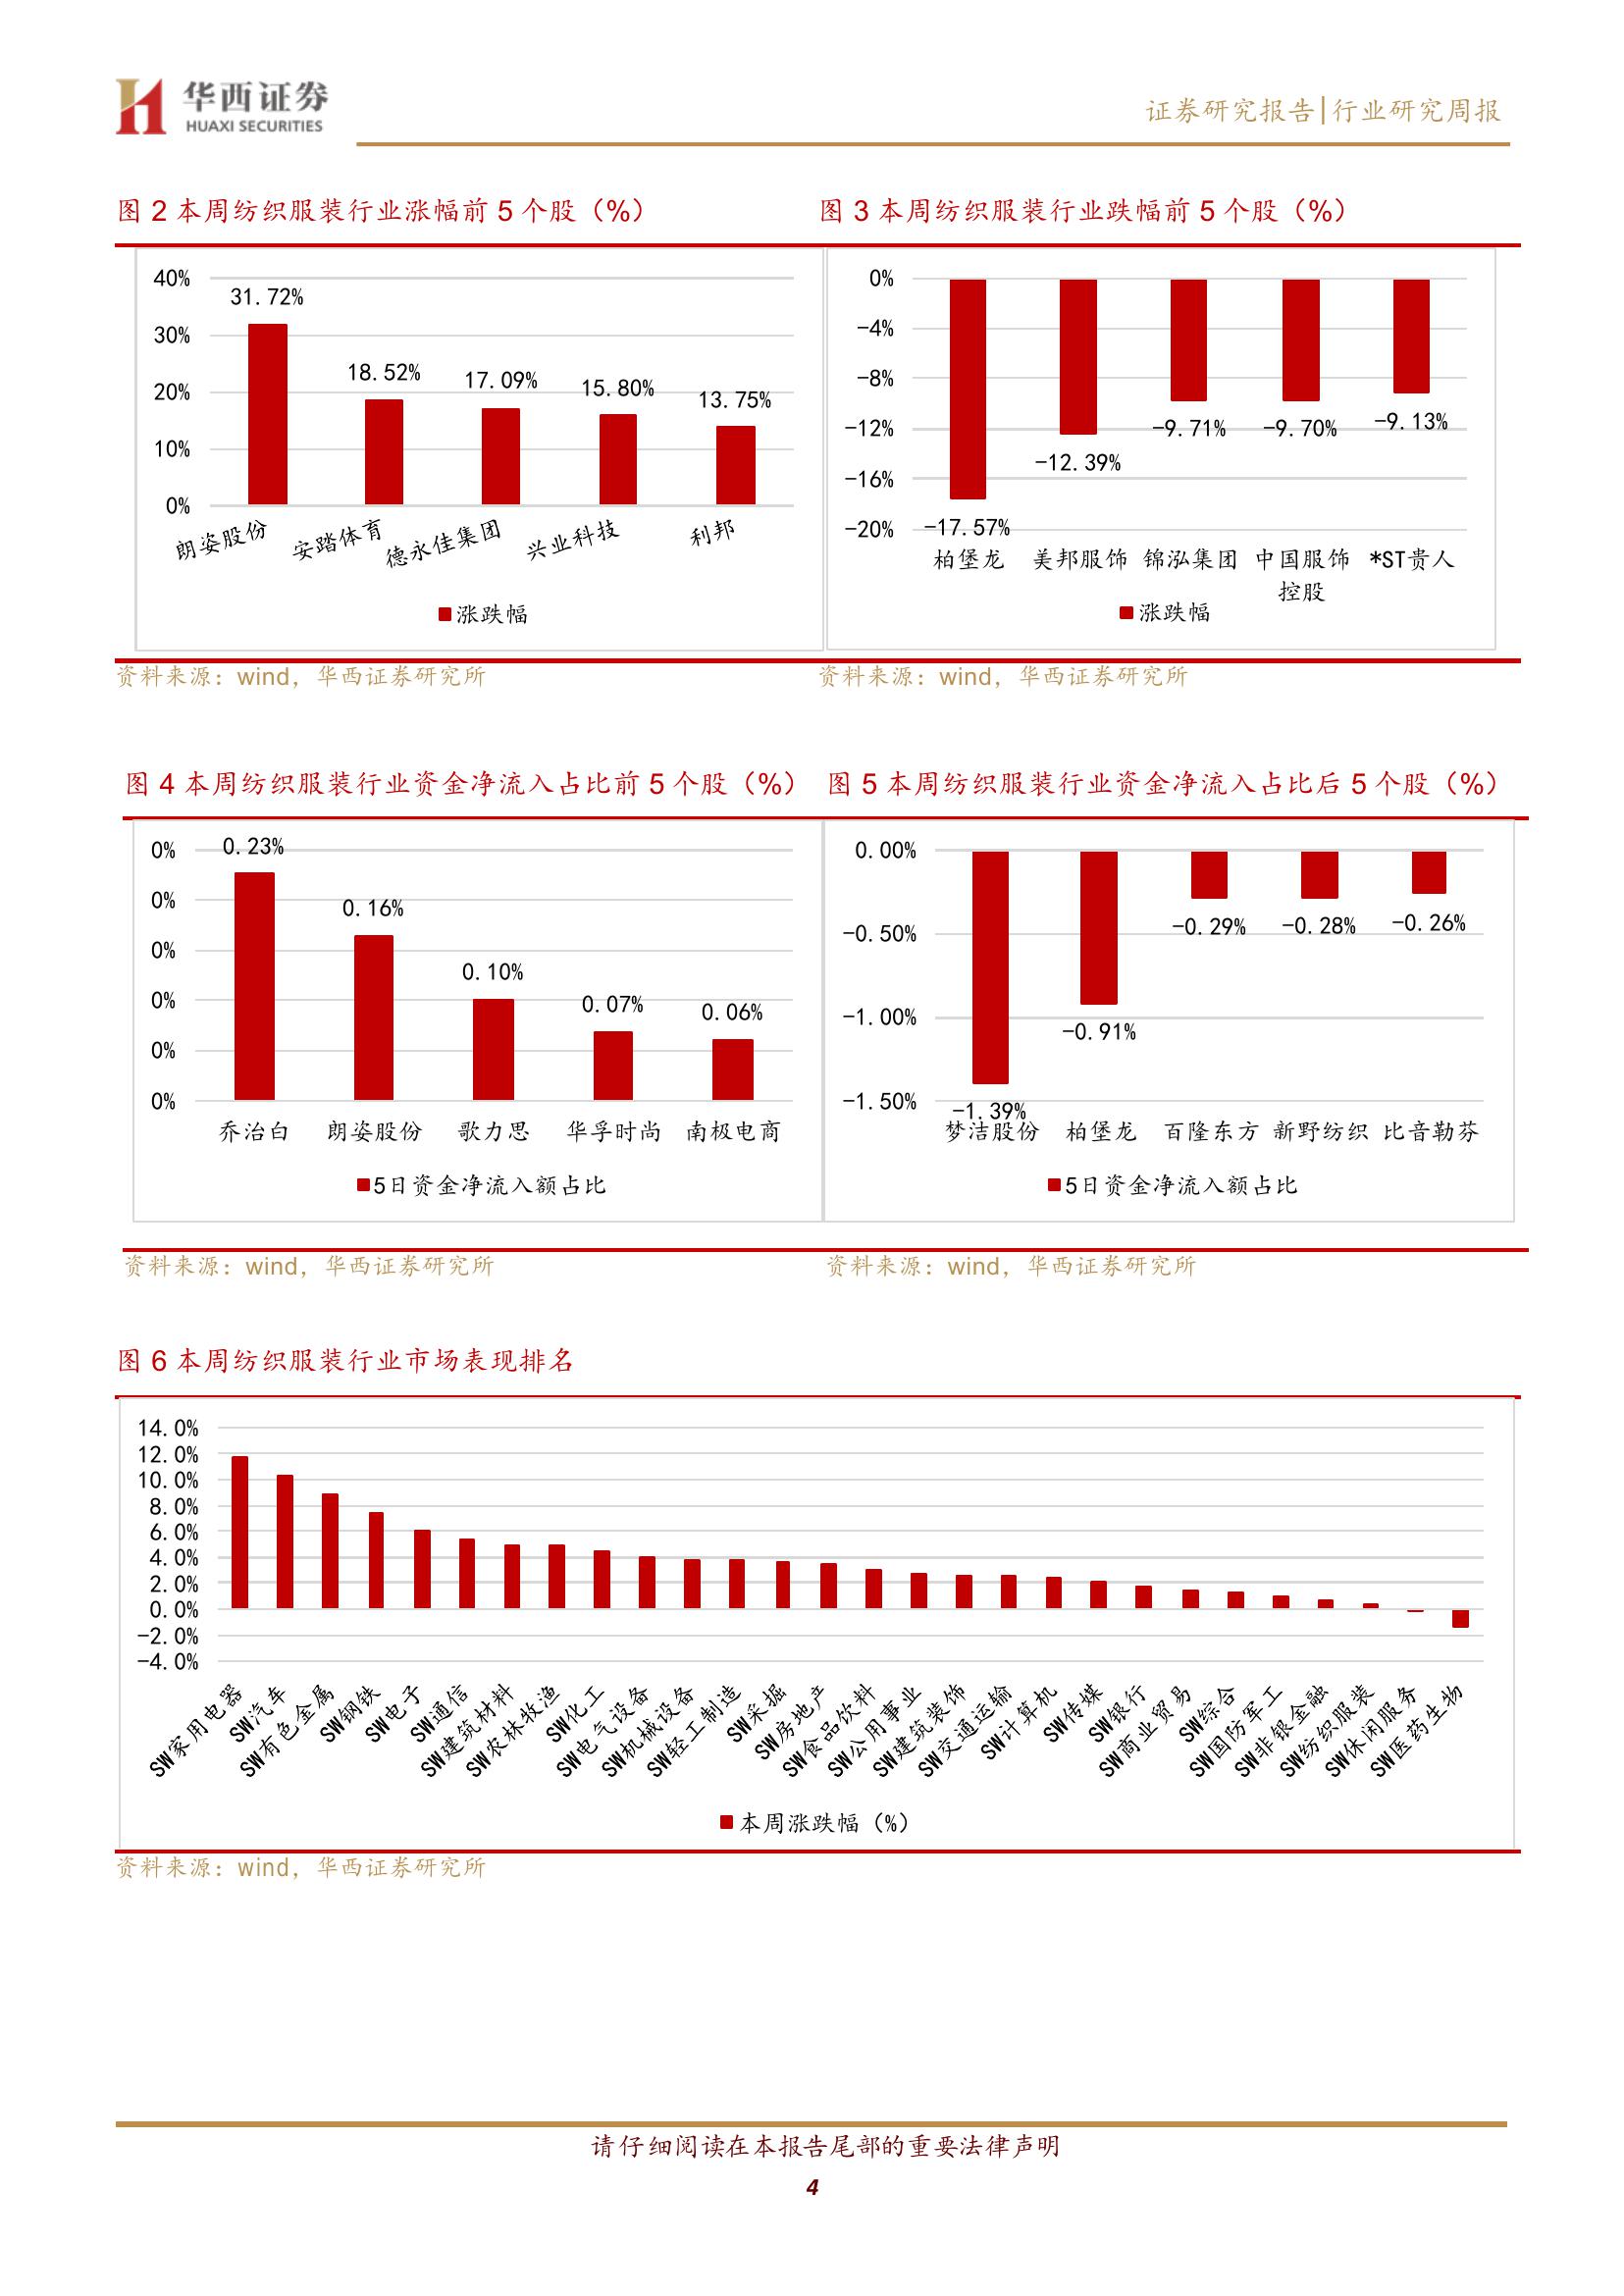 华西证券
HUAXI SECURITIES
证券研究报告|行业研究周报
图 2 本周纺织服装行业涨幅前 5 个股（%）
40%
30%
20%
10%
0%
31.72%
18.52%
17.09%
15.80%
13.75%
朗姿股份
安踏体育
德永佳集团
兴业科技
利邦
涨跌幅
资料来源：wind，华西证券研究所
图 3 本周纺织服装行业跌幅前 5 个股（%）
0%
-4%
-8%
-12%
-16%
-20%
-17.57%
-12.39%
-9.71%
-9.70%
-9.13%
柏堡龙
美邦服饰
锦泓集团
中国服饰
控股
*ST贵人
涨跌幅
资料来源：wind，华西证券研究所
图 4 本周纺织服装行业资金净流入占比前 5 个股（%）
0%
0%
0%
0%
0%
0%
0.23%
0.16%
0.10%
0.07%
0.06%
乔治白
朗姿股份
歌力思
华孚时尚
南极电商
5日资金净流入额占比
资料来源：wind，华西证券研究所
图 5 本周纺织服装行业资金净流入占比后 5 个股（%）
0.00%
-0.50%
-1.00%
-1.50%
-1.39%
-0.91%
-0.29%
-0.28%
-0.26%
梦洁股份
柏堡龙
百隆东方
新野纺织
比音勒芬
5日资金净流入额占比
资料来源：wind，华西证券研究所
图 6 本周纺织服装行业市场表现排名
14.0%
12.0%
10.0%
8.0%
6.0%
4.0%
2.0%
0.0%
-2.0%
-4.0%
SW家用电器
SW汽车
SW有色金属
SW钢铁
SW电子
SW通信
SW建筑材料
SW农林牧渔
SW化工
SW电气设备
SW机械设备
SW轻工制造
SW采掘
SW房地产
SW食品饮料
SW公用事业
SW建筑装饰
SW交通运输
SW计算机
SW传媒
SW银行
SW商业贸易
SW综合
SW国防军工
SW非银金融
SW纺织服装
SW休闲服务
SW医药生物
本周涨跌幅（%）
资料来源：wind，华西证券研究所
请仔细阅读在本报告尾部的重要法律声明
4